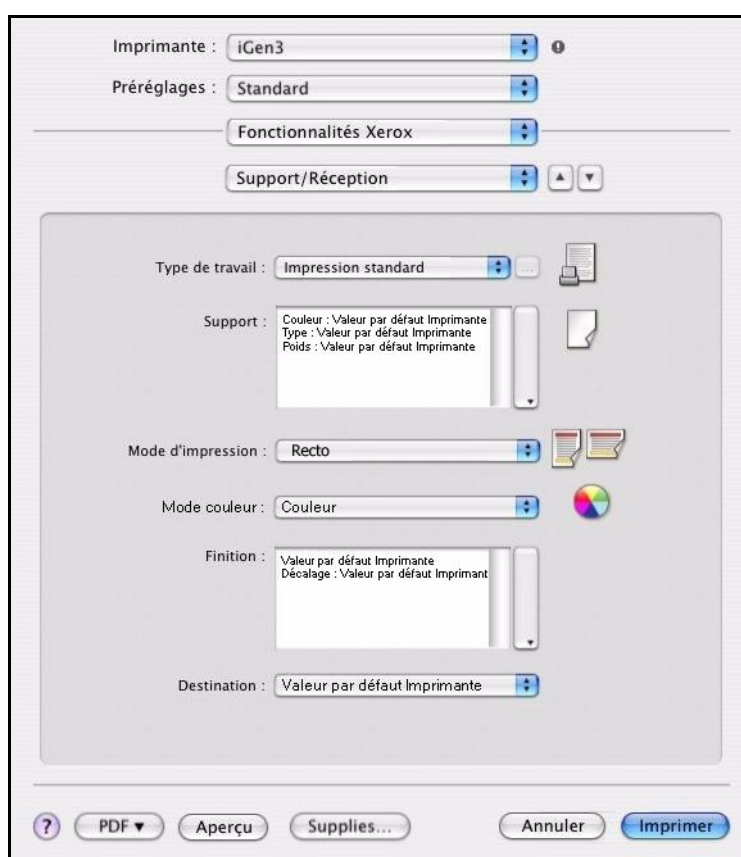 Imprimante : iGen3
Préréglages : Standard
Fonctionnalités Xerox
Support/Réception
Type de travail : Impression standard ...
Support : Couleur : Valeur par défaut Imprimante
Type : Valeur par défaut Imprimante
Poids : Valeur par défaut Imprimante
Mode d'impression : Recto
Mode couleur : Couleur
Finition : Valeur par défaut Imprimante
Décalage : Valeur par défaut Imprimant
Destination : Valeur par défaut Imprimante
? PDF Aperçu Supplies... Annuler Imprimer